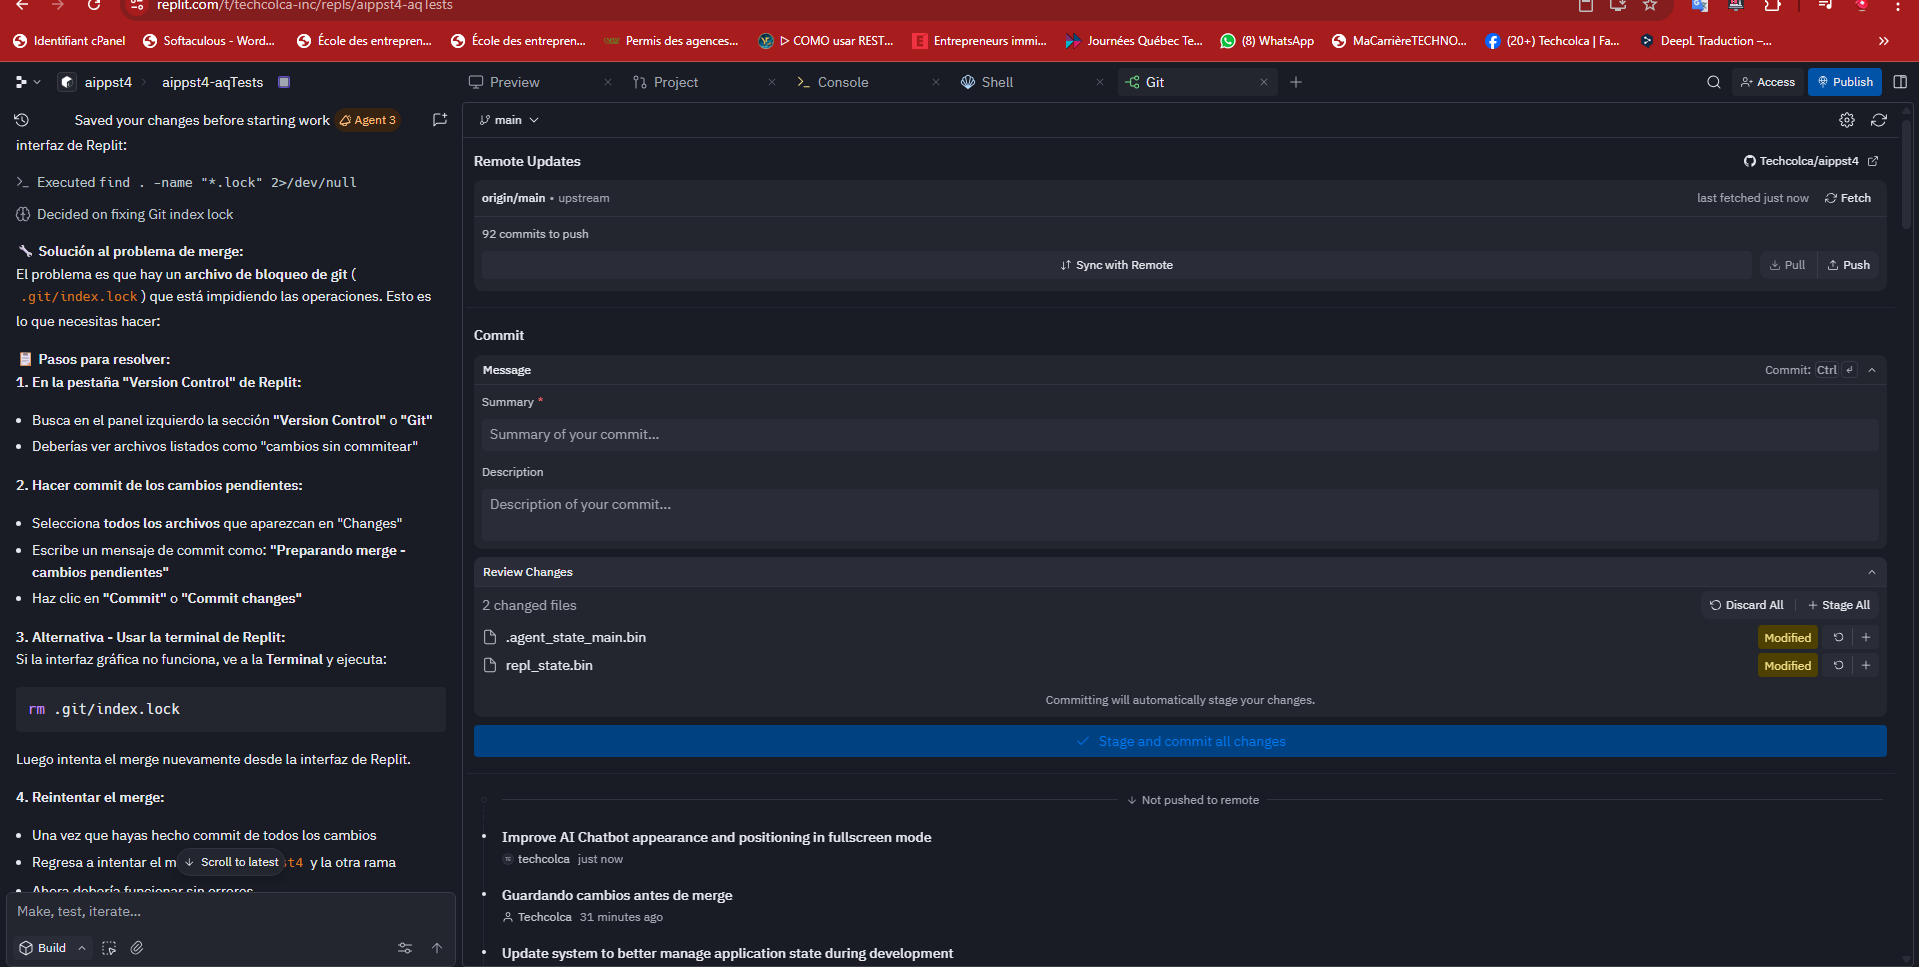 replit.com/t/techcolca-inc/repls/aippst4-aqTests
Identifiant cPanel
Softaculous - Word...
École des entrepren...
École des entrepren...
Permis des agences...
▷ COMO usar REST...
Entrepreneurs immi...
Journées Québec Te...
(8) WhatsApp
MaCarrièreTECHNO...
(20+) Techcolca | Fa...
DeepL Traduction –...
»
aippst4
aippst4-aqTests
Preview
Project
Console
Shell
Git
Access
Publish
Saved your changes before starting work
Agent 3
interfaz de Replit:
Executed find . -name "*.lock" 2>/dev/null
Decided on fixing Git index lock
🔧 Solución al problema de merge:
El problema es que hay un archivo de bloqueo de git (
.git/index.lock ) que está impidiendo las operaciones. Esto es
lo que necesitas hacer:
📋 Pasos para resolver:
1. En la pestaña "Version Control" de Replit:
• Busca en el panel izquierdo la sección "Version Control" o "Git"
• Deberías ver archivos listados como "cambios sin commitear"
2. Hacer commit de los cambios pendientes:
• Selecciona todos los archivos que aparezcan en "Changes"
• Escribe un mensaje de commit como: "Preparando merge -
cambios pendientes"
• Haz clic en "Commit" o "Commit changes"
3. Alternativa - Usar la terminal de Replit:
Si la interfaz gráfica no funciona, ve a la Terminal y ejecuta:
rm .git/index.lock
Luego intenta el merge nuevamente desde la interfaz de Replit.
4. Reintentar el merge:
• Una vez que hayas hecho commit de todos los cambios
• Regresa a intentar el m
Scroll to latest
st4 y la otra rama
• Ahora debería funcionar sin errores
Make, test, iterate...
Build
main
Remote Updates
Techcolca/aippst4
origin/main • upstream
last fetched just now
Fetch
92 commits to push
Sync with Remote
Pull
Push
Commit
Message
Commit: Ctrl ↵
Summary *
Summary of your commit...
Description
Description of your commit...
Review Changes
2 changed files
Discard All
Stage All
.agent_state_main.bin
Modified
repl_state.bin
Modified
Committing will automatically stage your changes.
Stage and commit all changes
Not pushed to remote
Improve AI Chatbot appearance and positioning in fullscreen mode
techcolca just now
Guardando cambios antes de merge
Techcolca 31 minutes ago
Update system to better manage application state during development